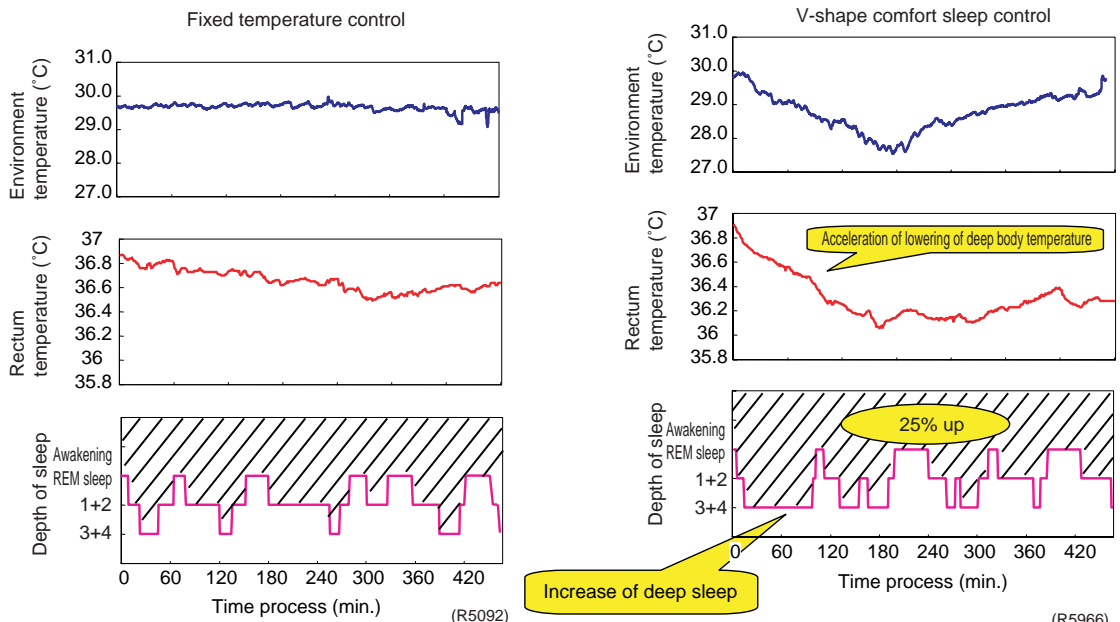 Fixed temperature control
Environment
temperature (˚C)
31.0
30.0
29.0
28.0
27.0
Rectum
temperature (˚C)
37
36.8
36.6
36.4
36.2
36
35.8
Depth of sleep
Awakening
REM sleep
1+2
3+4
0 60 120 180 240 300 360 420
Time process (min.)
(R5092)
V-shape comfort sleep control
Environment
temperature (˚C)
31.0
30.0
29.0
28.0
27.0
Rectum
temperature (˚C)
37
36.8
36.6
36.4
36.2
36
35.8
Acceleration of lowering of deep body temperature
Depth of sleep
Awakening
REM sleep
1+2
3+4
25% up
0 60 120 180 240 300 360 420
Time process (min.)
Increase of deep sleep
(R5966)